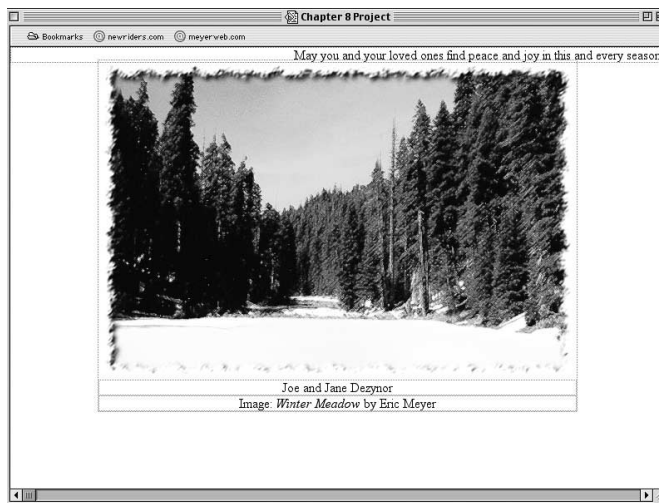 Chapter 8 Project
Bookmarks newriders.com meyerweb.com
May you and your loved ones find peace and joy in this and every season
Joe and Jane Dezynor
Image: Winter Meadow by Eric Meyer